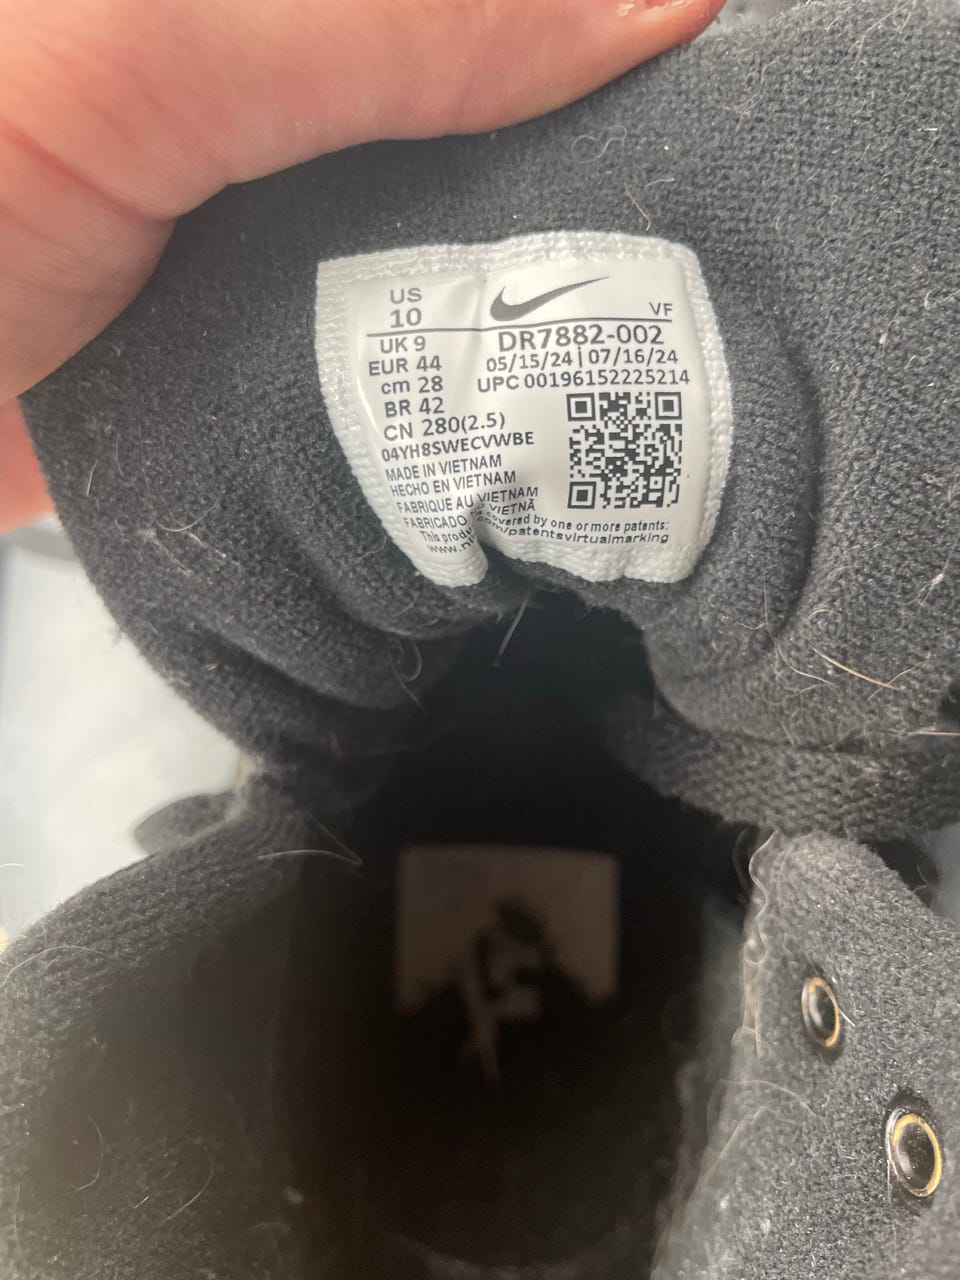 US
10
VF
UK 9
EUR 44
cm 28
BR 42
CN 280(2.5)
04YH8SWECVWBE
DR7882-002
05/15/24 | 07/16/24
UPC 00196152225214
MADE IN VIETNAM
HECHO EN VIETNAM
FABRIQUE AU VIETNAM
FABRICADO VIETNÃ
This covered by one or more patents:
/patentsvirtualmarking